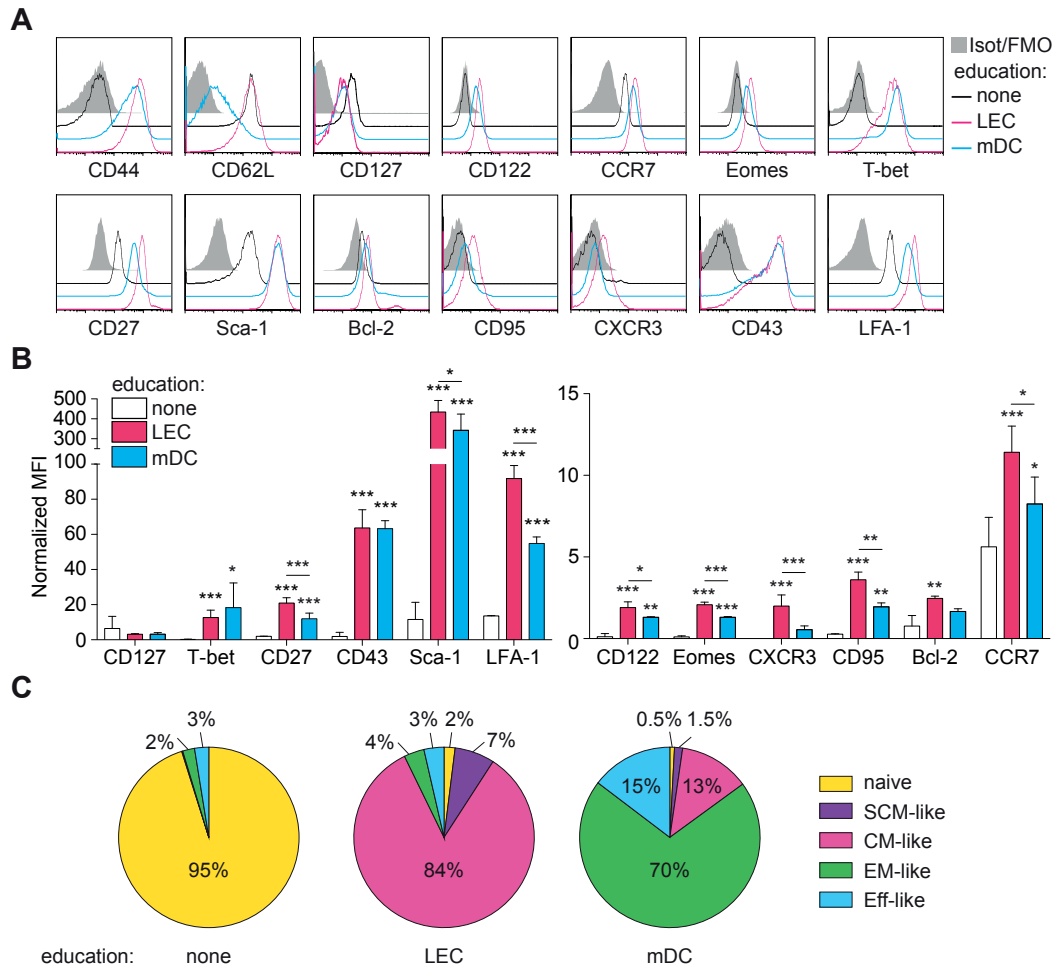 A
Isot/FMO
education:
none
LEC
mDC
CD44 CD62L CD127 CD122 CCR7 Eomes T-bet
CD27 Sca-1 Bcl-2 CD95 CXCR3 CD43 LFA-1
B
education:
none
LEC
mDC
Normalized MFI
500
400
300
100
80
60
40
20
0
*** * ***
*** ***
*** ***
*** *
*** *** ***
***
CD127 T-bet CD27 CD43 Sca-1 LFA-1
15
10
5
0
*** * *
*** * **
*** *** ***
*** ***
*** ** **
**
CD122 Eomes CXCR3 CD95 Bcl-2 CCR7
C
3%
2%
95%
3% 2%
4% 7%
84%
0.5% 1.5%
15% 13%
70%
naive
SCM-like
CM-like
EM-like
Eff-like
education: none LEC mDC